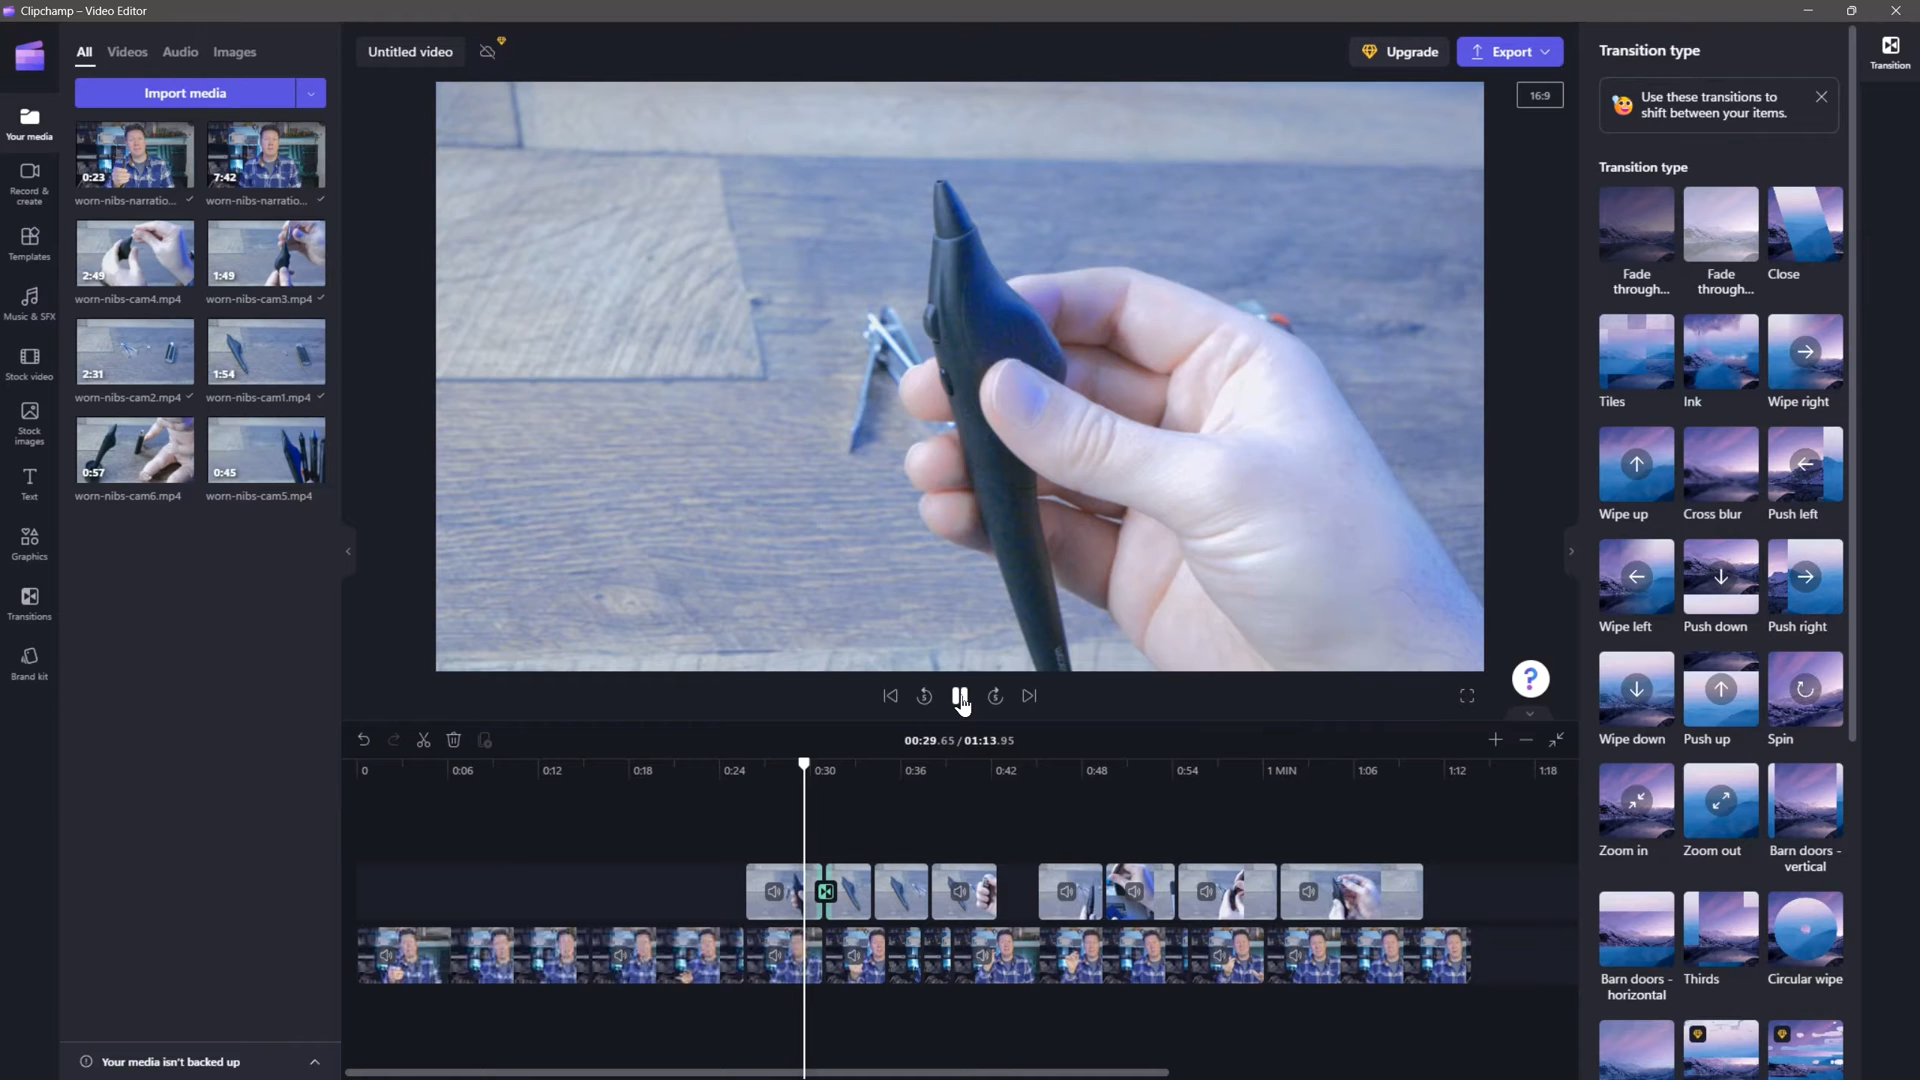 Clipchamp – Video Editor
All Videos Audio Images
Import media
Your media
Record &
create
Templates
Music & SFX
Stock video
Stock
images
Text
Graphics
Transitions
Brand kit
0:23
7:42
worn-nibs-narratio...
worn-nibs-narratio...
2:49
1:49
worn-nibs-cam4.mp4
worn-nibs-cam3.mp4
2:31
1:54
worn-nibs-cam2.mp4
worn-nibs-cam1.mp4
0:57
0:45
worn-nibs-cam6.mp4
worn-nibs-cam5.mp4
Your media isn't backed up
Untitled video
Upgrade
Export
16:9
5
5
?
00:29.65 / 01:13.95
0 0:06 0:12 0:18 0:24 0:30 0:36 0:42 0:48 0:54 1 MIN 1:06 1:12 1:18
Transition type
Use these transitions to
shift between your items.
Transition type
Fade
through...
Fade
through...
Close
Tiles
Ink
Wipe right
Wipe up
Cross blur
Push left
Wipe left
Push down
Push right
Wipe down
Push up
Spin
Zoom in
Zoom out
Barn doors -
vertical
Barn doors -
horizontal
Thirds
Circular wipe
Transition